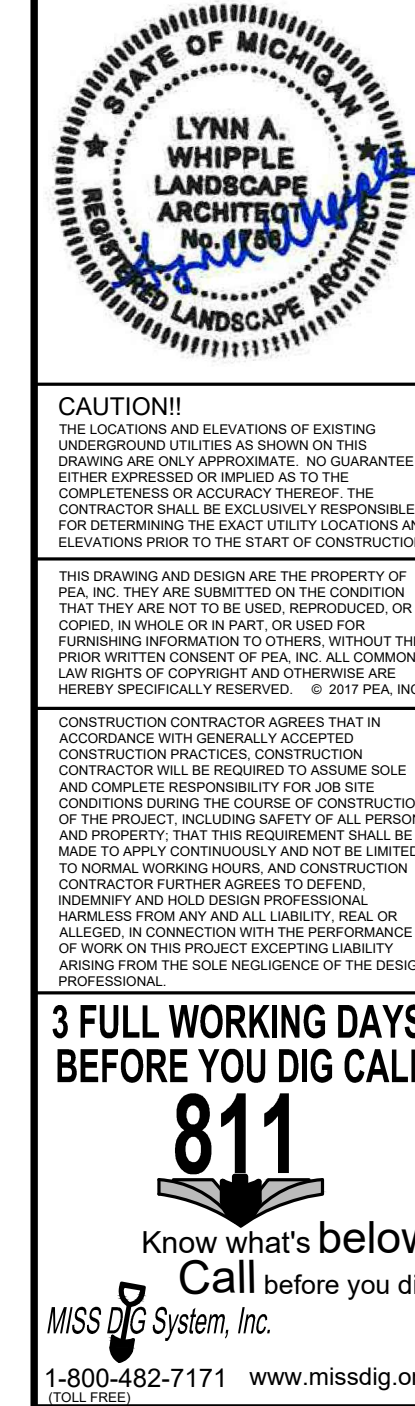 STATE OF MICHIGAN
LYNN A.
WHIPPLE
LANDSCAPE
ARCHITECT
No.
REGISTERED LANDSCAPE ARCHITECT
Lynn Whipple
CAUTION!!
THE LOCATIONS AND ELEVATIONS OF EXISTING
UNDERGROUND UTILITIES AS SHOWN ON THIS
DRAWING ARE ONLY APPROXIMATE. NO GUARANTEE
EITHER EXPRESSED OR IMPLIED AS TO THE
COMPLETENESS OR ACCURACY THEREOF. THE
CONTRACTOR SHALL BE EXCLUSIVELY RESPONSIBLE
FOR DETERMINING THE EXACT UTILITY LOCATIONS AN
ELEVATIONS PRIOR TO THE START OF CONSTRUCTION
THIS DRAWING AND DESIGN ARE THE PROPERTY OF
PEA, INC. THEY ARE SUBMITTED ON THE CONDITION
THAT THEY ARE NOT TO BE USED, REPRODUCED, OR
COPIED, IN WHOLE OR IN PART, OR USED FOR
FURNISHING INFORMATION TO OTHERS, WITHOUT THE
PRIOR WRITTEN CONSENT OF PEA, INC. ALL COMMON
LAW RIGHTS OF COPYRIGHT AND OTHERWISE ARE
HEREBY SPECIFICALLY RESERVED. © 2017 PEA, INC
CONSTRUCTION CONTRACTOR AGREES THAT IN
ACCORDANCE WITH GENERALLY ACCEPTED
CONSTRUCTION PRACTICES, CONSTRUCTION
CONTRACTOR WILL BE REQUIRED TO ASSUME SOLE
AND COMPLETE RESPONSIBILITY FOR JOB SITE
CONDITIONS DURING THE COURSE OF CONSTRUCTIO
OF THE PROJECT, INCLUDING SAFETY OF ALL PERSON
AND PROPERTY; THAT THIS REQUIREMENT SHALL BE
MADE TO APPLY CONTINUOUSLY AND NOT BE LIMITED
TO NORMAL WORKING HOURS, AND CONSTRUCTION
CONTRACTOR FURTHER AGREES TO DEFEND,
INDEMNIFY AND HOLD DESIGN PROFESSIONAL
HARMLESS FROM ANY AND ALL LIABILITY, REAL OR
ALLEGED, IN CONNECTION WITH THE PERFORMANCE
OF WORK ON THIS PROJECT EXCEPTING LIABILITY
ARISING FROM THE SOLE NEGLIGENCE OF THE DESIG
PROFESSIONAL.
3 FULL WORKING DAYS
BEFORE YOU DIG CALL
811
Know what's below
Call before you di
MISS DIG System, Inc.
1-800-482-7171 www.missdig.or
(TOLL FREE)